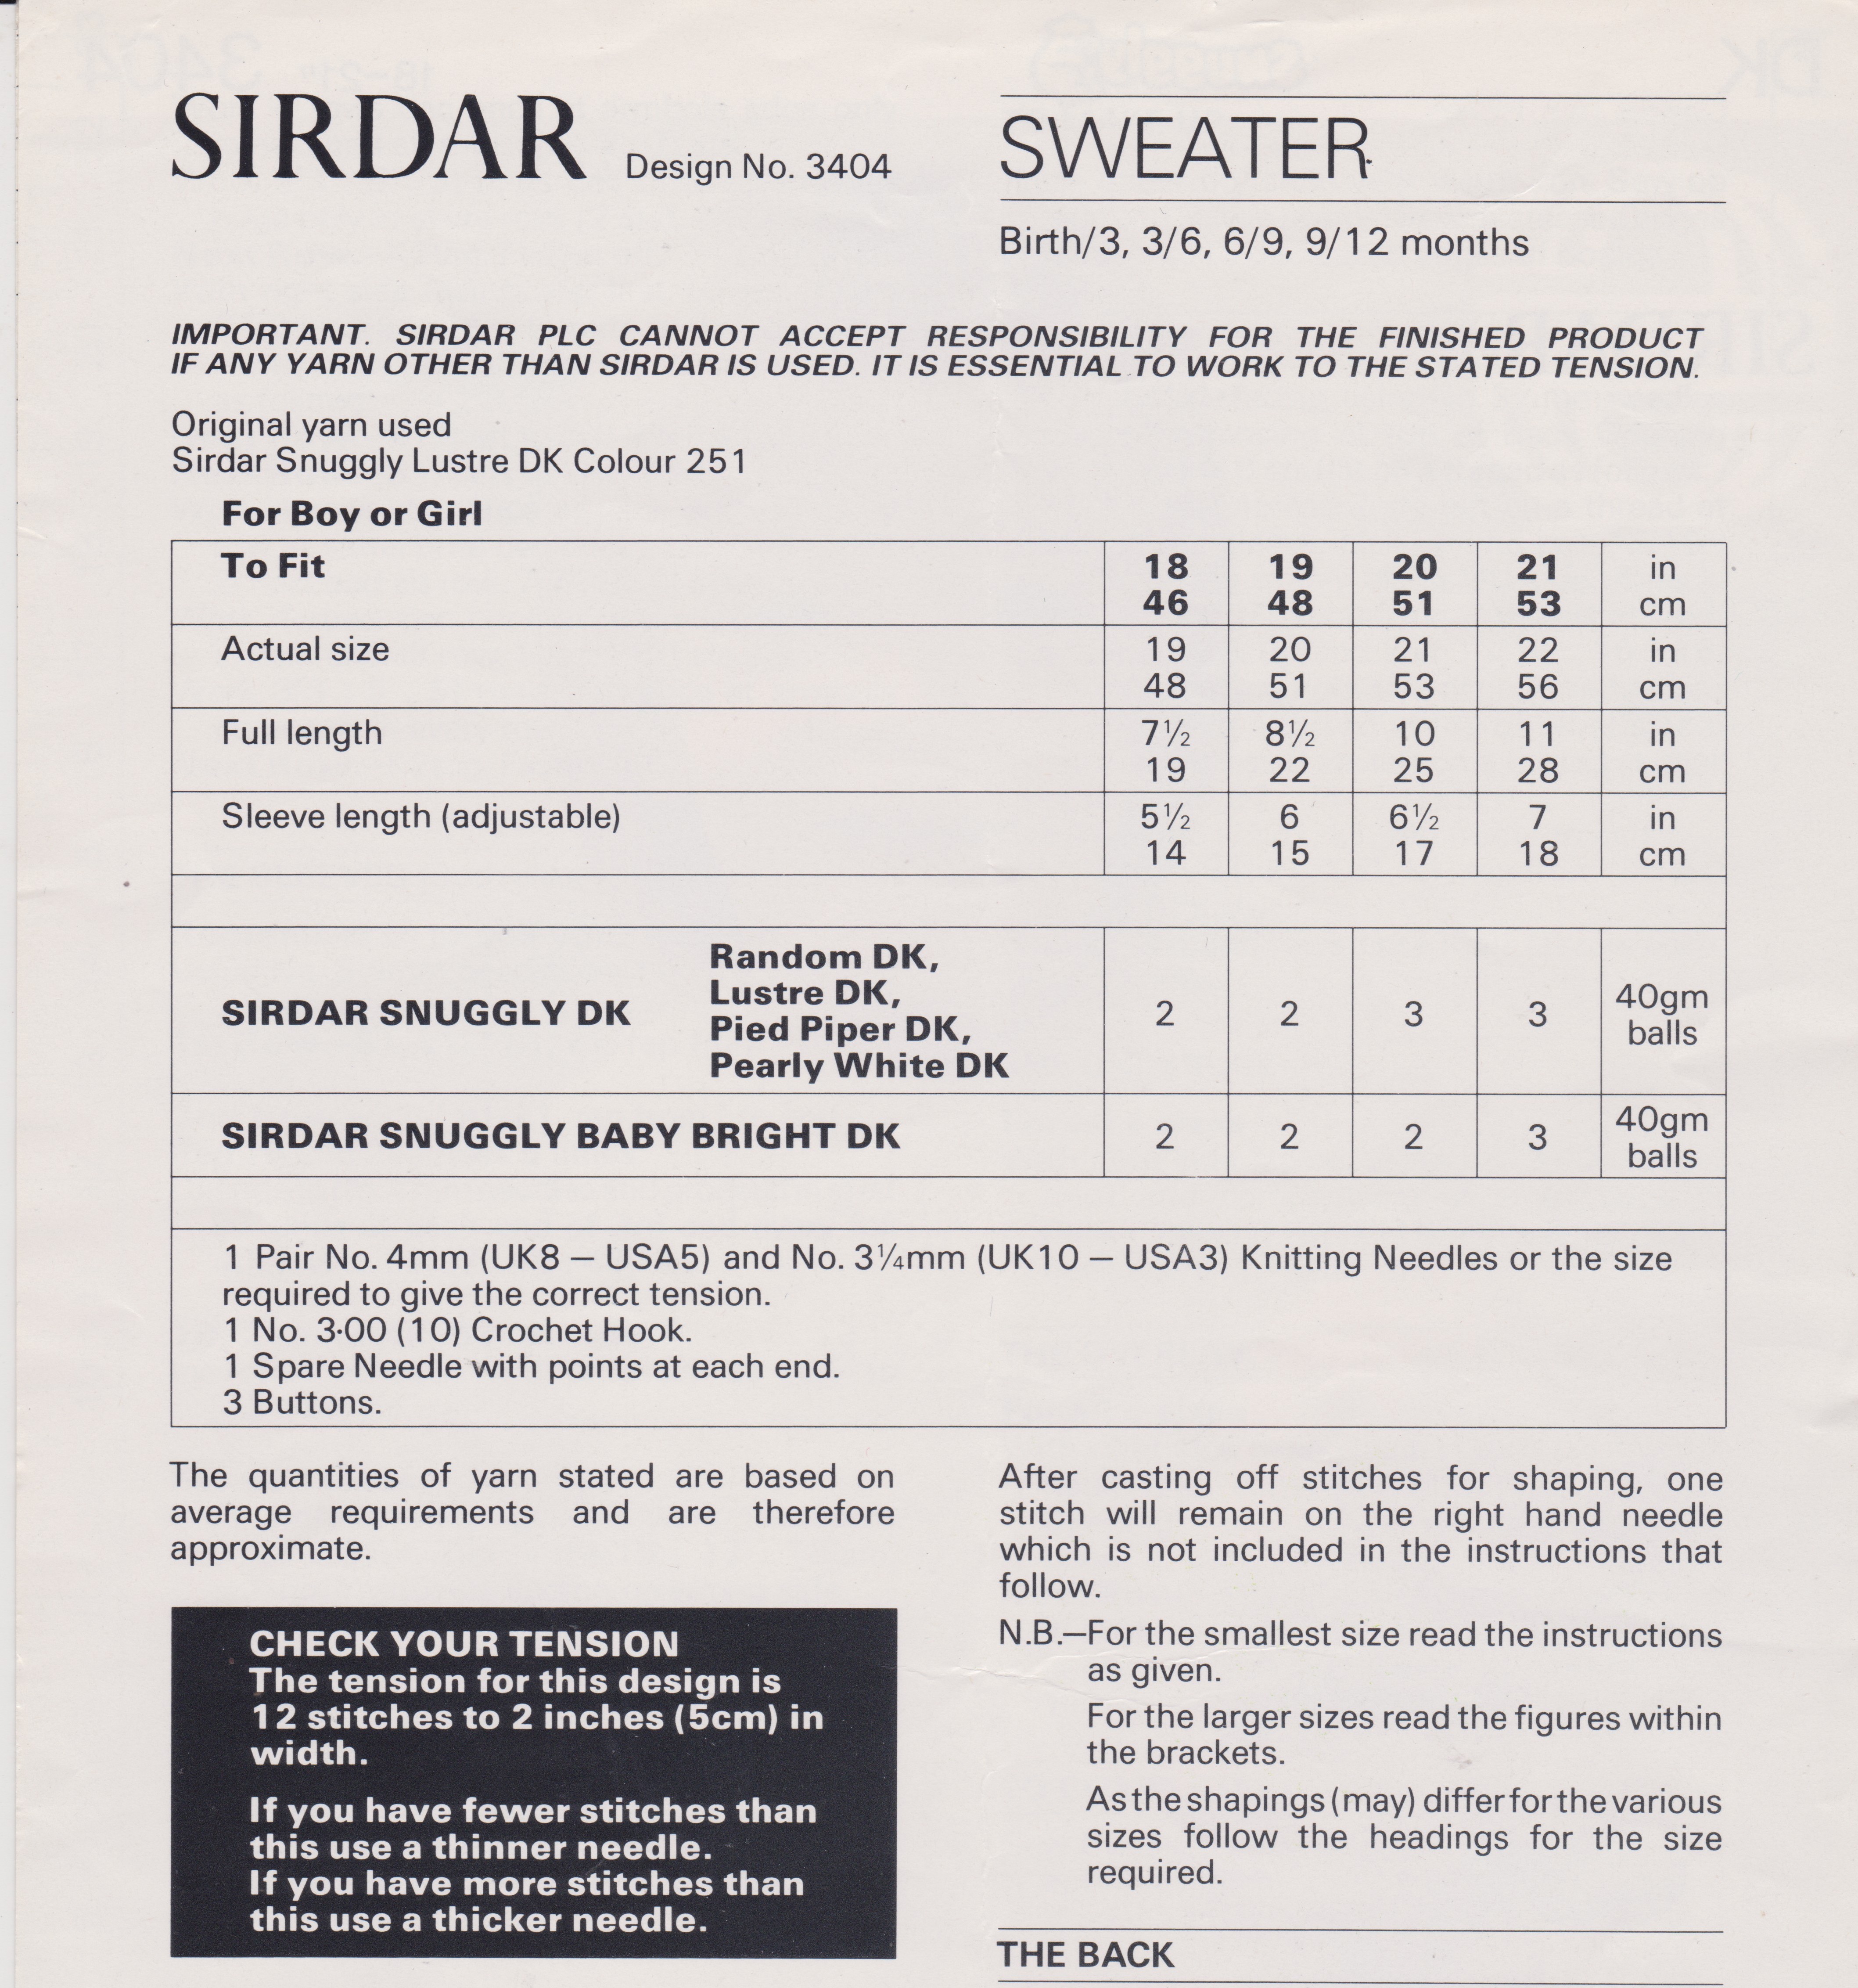 SIRDAR Design No. 3404
SWEATER
Birth/3, 3/6, 6/9, 9/12 months
IMPORTANT. SIRDAR PLC CANNOT ACCEPT RESPONSIBILITY FOR THE FINISHED PRODUCT
IF ANY YARN OTHER THAN SIRDAR IS USED. IT IS ESSENTIAL TO WORK TO THE STATED TENSION.
Original yarn used
Sirdar Snuggly Lustre DK Colour 251
For Boy or Girl
To Fit 18 19 20 21 in
46 48 51 53 cm
Actual size 19 20 21 22 in
48 51 53 56 cm
Full length 7½ 8½ 10 11 in
19 22 25 28 cm
Sleeve length (adjustable) 5½ 6 6½ 7 in
14 15 17 18 cm
SIRDAR SNUGGLY DK
Random DK,
Lustre DK,
Pied Piper DK,
Pearly White DK
2 2 3 3 40gm
balls
SIRDAR SNUGGLY BABY BRIGHT DK 2 2 2 3 40gm
balls
1 Pair No. 4mm (UK8 – USA5) and No. 3¼mm (UK10 – USA3) Knitting Needles or the size
required to give the correct tension.
1 No. 3·00 (10) Crochet Hook.
1 Spare Needle with points at each end.
3 Buttons.
The quantities of yarn stated are based on
average requirements and are therefore
approximate.
CHECK YOUR TENSION
The tension for this design is
12 stitches to 2 inches (5cm) in
width.
If you have fewer stitches than
this use a thinner needle.
If you have more stitches than
this use a thicker needle.
After casting off stitches for shaping, one
stitch will remain on the right hand needle
which is not included in the instructions that
follow.
N.B.—For the smallest size read the instructions
as given.
For the larger sizes read the figures within
the brackets.
As the shapings (may) differ for the various
sizes follow the headings for the size
required.
THE BACK